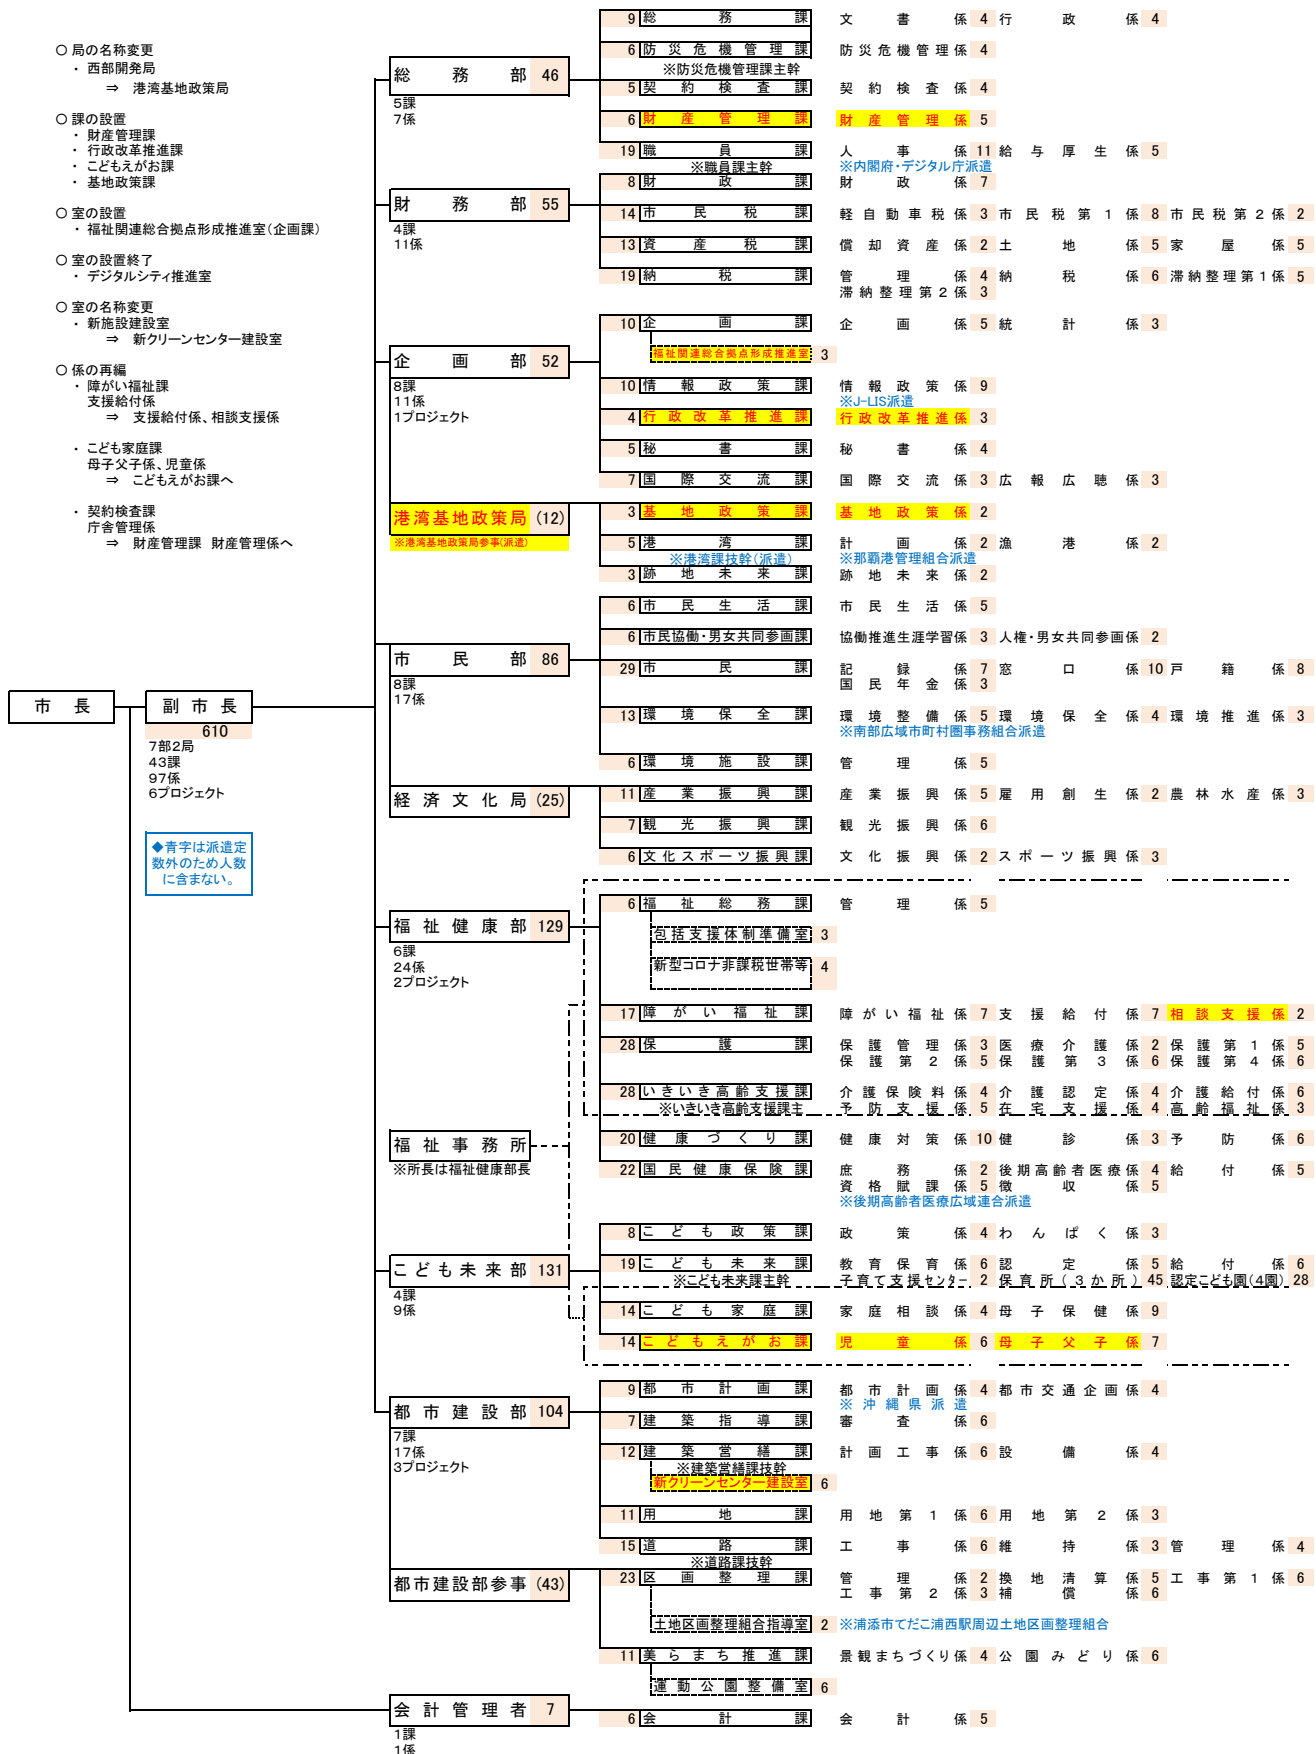 〇 局の名称変更
・ 西部開発局
⇒ 港湾基地政策局
〇 課の設置
・ 財産管理課
・ 行政改革推進課
・ こどもえがお課
・ 基地政策課
〇 室の設置
・ 福祉関連総合拠点形成推進室(企画課)
〇 室の設置終了
・ デジタルシティ推進室
〇 室の名称変更
・ 新施設建設室
⇒ 新クリーンセンター建設室
〇 係の再編
・ 障がい福祉課
支援給付係
⇒ 支援給付係、相談支援係
・ こども家庭課
母子父子係、児童係
⇒ こどもえがお課へ
・ 契約検査課
庁舎管理係
⇒ 財産管理課 財産管理係へ
市長
副市長
610
7部2局
43課
97係
6プロジェクト
◆青字は派遣定
数外のため人数
に含まない。
総務部 46
5課
7係
9 総務課 文書係 4 行政係 4
6 防災危機管理課 防災危機管理係 4
※防災危機管理課主幹
5 契約検査課 契約検査係 4
6 財産管理課 財産管理係 5
19 職員課 人事係 11 給与厚生係 5
※職員課主幹 ※内閣府・デジタル庁派遣
財務部 55
4課
11係
8 財政課 財政係 7
14 市民税課 軽自動車税係 3 市民税第1係 8 市民税第2係 2
13 資産税課 償却資産係 2 土地係 5 家屋係 5
19 納税課 管理係 4 納税係 6 滞納整理第1係 5
滞納整理第2係 3
企画部 52
8課
11係
1プロジェクト
10 企画課 企画係 5 統計係 3
福祉関連総合拠点形成推進室 3
10 情報政策課 情報政策係 9
※J-LIS派遣
4 行政改革推進課 行政改革推進係 3
5 秘書課 秘書係 4
7 国際交流課 国際交流係 3 広報広聴係 3
港湾基地政策局 (12)
※港湾基地政策局参事(派遣)
3 基地政策課 基地政策係 2
5 港湾課 計画係 2 漁港係 2
※港湾課技幹(派遣) ※那覇港管理組合派遣
3 跡地未来課 跡地未来係 2
市民部 86
8課
17係
6 市民生活課 市民生活係 5
6 市民協働・男女共同参画課 協働推進生涯学習係 3 人権・男女共同参画係 2
29 市民課 記録係 7 窓口係 10 戸籍係 8
国民年金係 3
13 環境保全課 環境整備係 5 環境保全係 4 環境推進係 3
※南部広域市町村圏事務組合派遣
6 環境施設課 管理係 5
経済文化局 (25)
11 産業振興課 産業振興係 5 雇用創生係 2 農林水産係 3
7 観光振興課 観光振興係 6
6 文化スポーツ振興課 文化振興係 2 スポーツ振興係 3
福祉健康部 129
6課
24係
2プロジェクト
6 福祉総務課 管理係 5
包括支援体制準備室 3
新型コロナ非課税世帯等 4
17 障がい福祉課 障がい福祉係 7 支援給付係 7 相談支援係 2
28 保護課 保護管理係 3 医療介護係 2 保護第1係 5
保護第2係 5 保護第3係 6 保護第4係 6
28 いきいき高齢支援課 介護保険料係 4 介護認定係 4 介護給付係 6
※いきいき高齢支援課主 予防支援係 5 在宅支援係 4 高齢福祉係 3
福祉事務所
※所長は福祉健康部長
20 健康づくり課 健康対策係 10 健診係 3 予防係 6
22 国民健康保険課 庶務係 2 後期高齢者医療係 4 給付係 5
資格賦課係 5 徴収係 5
※後期高齢者医療広域連合派遣
こども未来部 131
4課
9係
8 こども政策課 政策係 4 わんぱく係 3
19 こども未来課 教育保育係 6 認定係 5 給付係 6
※こども未来課主幹 子育て支援センター 2 保育所(3か所) 45 認定こども園(4園) 28
14 こども家庭課 家庭相談係 4 母子保健係 9
14 こどもえがお課 児童係 6 母子父子係 7
都市建設部 104
7課
17係
3プロジェクト
9 都市計画課 都市計画係 4 都市交通企画係 4
※沖縄県派遣
7 建築指導課 審査係 6
12 建築営繕課 計画工事係 6 設備係 4
※建築営繕課技幹
新クリーンセンター建設室 6
11 用地課 用地第1係 6 用地第2係 3
15 道路課 工事係 6 維持係 3 管理係 4
※道路課技幹
都市建設部参事 (43)
23 区画整理課 管理係 2 換地清算係 5 工事第1係 6
工事第2係 3 補償係 6
土地区画整理組合指導室 2 ※浦添市てだこ浦西駅周辺土地区画整理組合
11 美らまち推進課 景観まちづくり係 4 公園みどり係 6
運動公園整備室 6
会計管理者 7
1課
1係
6 会計課 会計係 5